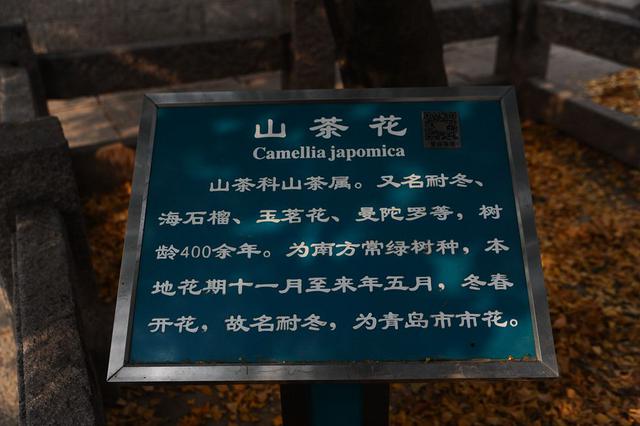 山茶花
Camellia japomica
山茶科山茶属。又名耐冬、
海石榴、玉茗花、曼陀罗等，树
龄400余年。为南方常绿树种，本
地花期十一月至来年五月，冬春
开花，故名耐冬，为青岛市市花。